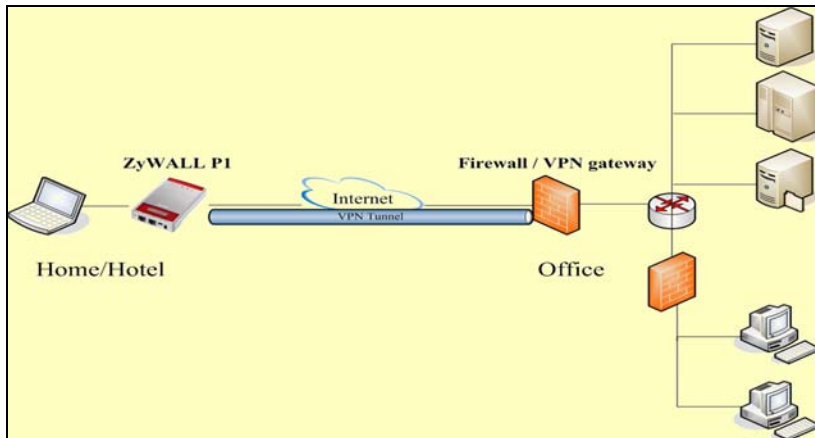 ZyWALL P1
Firewall / VPN gateway
Internet
VPN Tunnel
Home/Hotel
Office